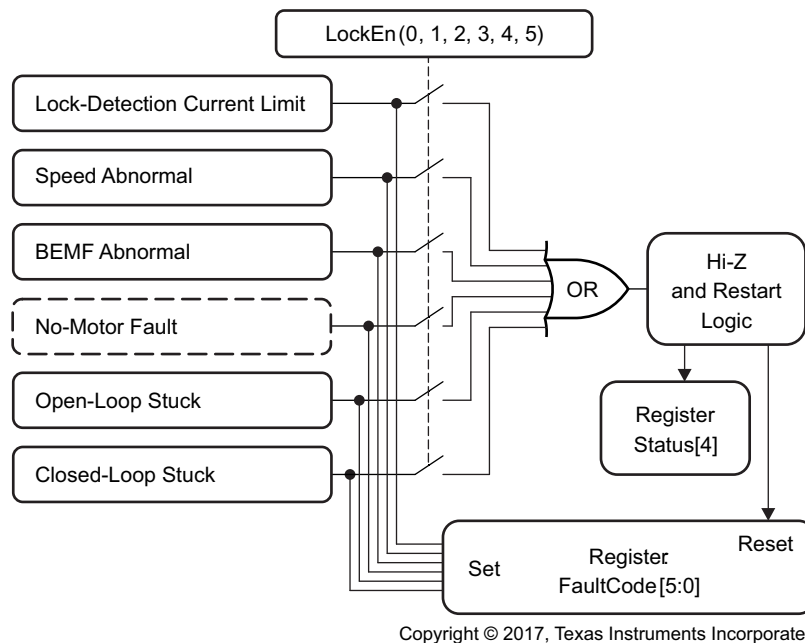 LockEn(0, 1, 2, 3, 4, 5)
Lock-Detection Current Limit
Speed Abnormal
BEMF Abnormal
No-Motor Fault
Open-Loop Stuck
Closed-Loop Stuck
OR
Hi-Z
and Restart
Logic
Register
Status[4]
Reset
Set
Register:
FaultCode[5:0]
Copyright © 2017, Texas Instruments Incorporate